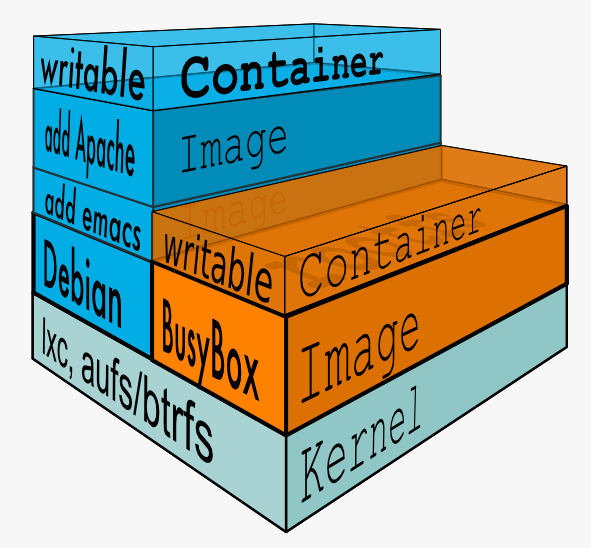 writable Container
add Apache Image
add emacs Image
writable Container
Debian
BusyBox Image
lxc, aufs/btrfs Kernel